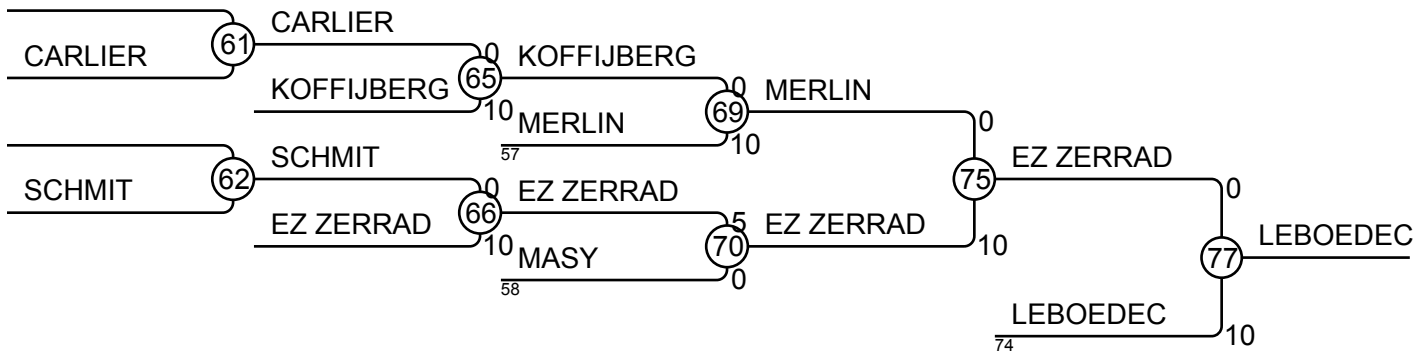 CARLIER
61
CARLIER
0
65
KOFFIJBERG
10
KOFFIJBERG
0
69
MERLIN
57
10
MERLIN
0
SCHMIT
62
SCHMIT
0
66
EZ ZERRAD
10
EZ ZERRAD
5
70
MASY
58
0
EZ ZERRAD
10
75
EZ ZERRAD
0
77
LEBOEDEC
74
10
LEBOEDEC